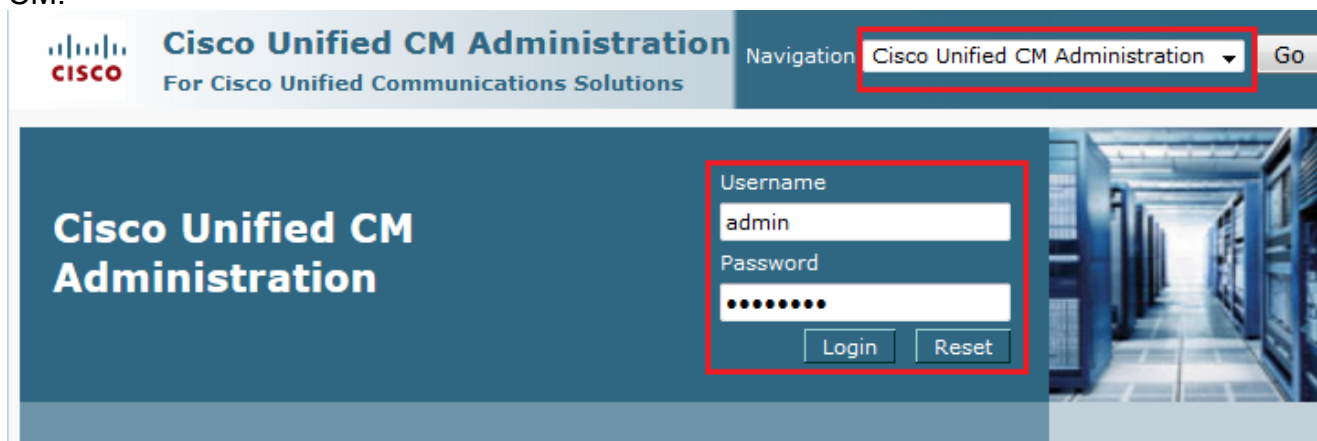 CM.
CISCO
Cisco Unified CM Administration
For Cisco Unified Communications Solutions
Navigation Cisco Unified CM Administration Go
Cisco Unified CM
Administration
Username
admin
Password
••••••••
Login Reset